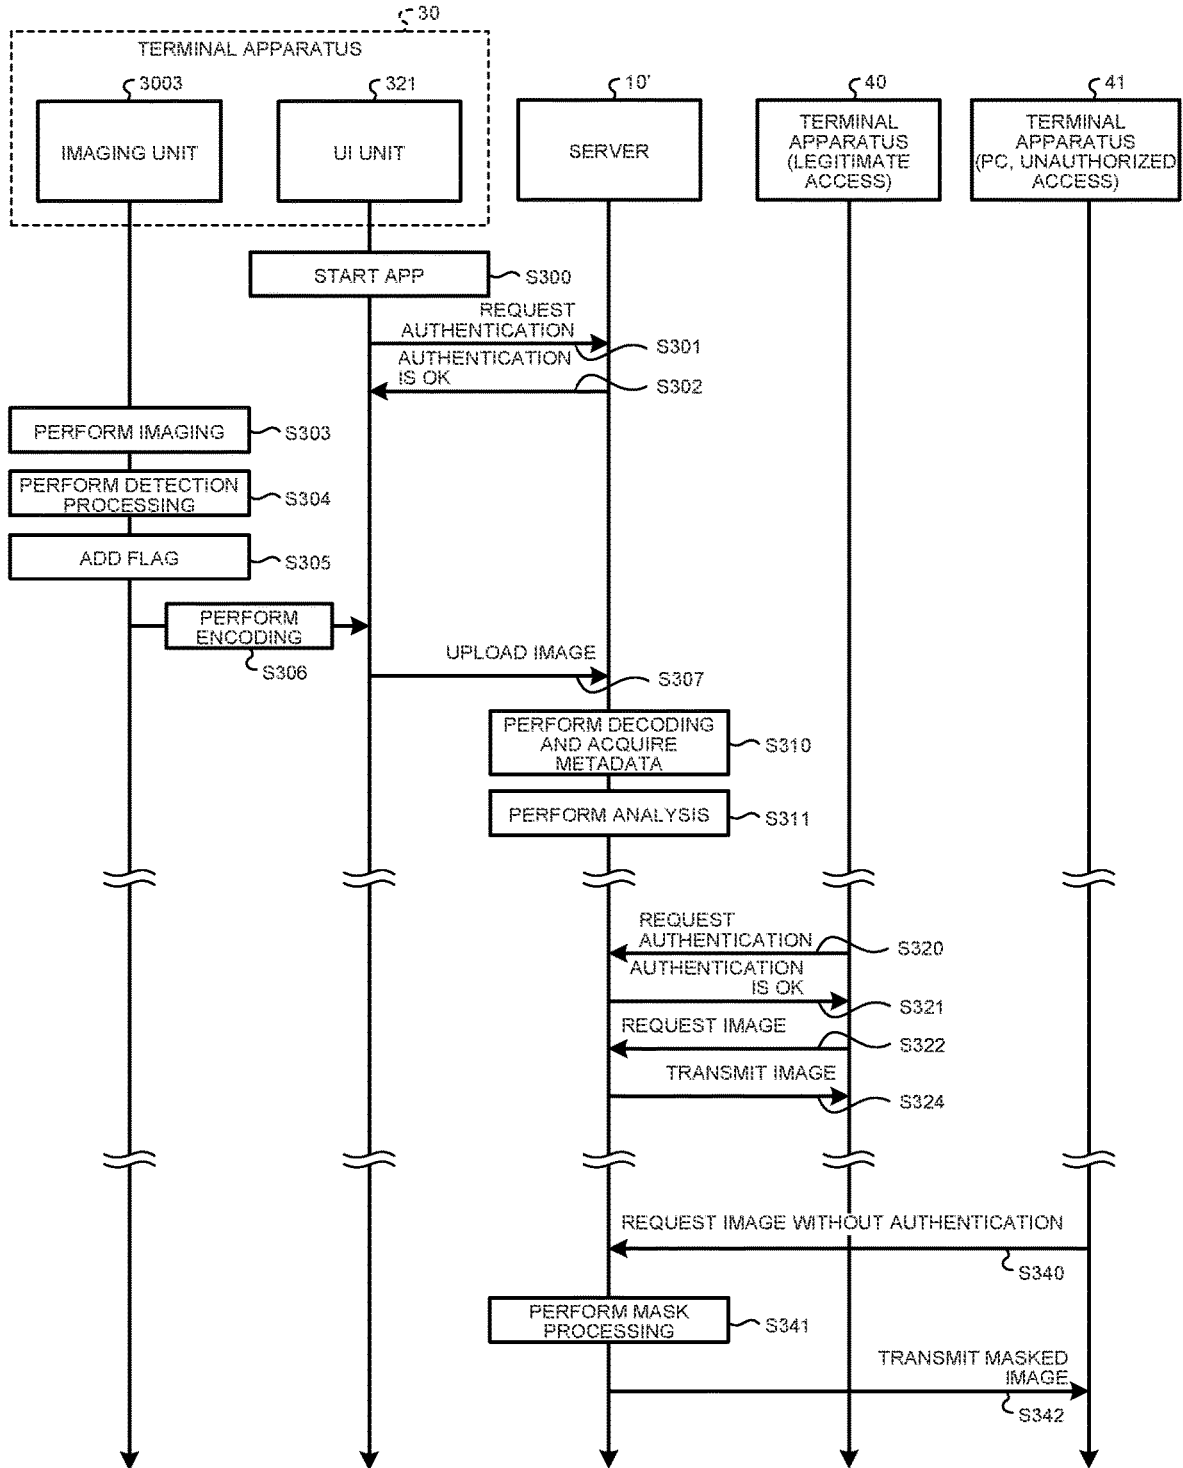 30
TERMINAL APPARATUS
3003
321
10'
40
41
IMAGING UNIT
UI UNIT
SERVER
TERMINAL
APPARATUS
(LEGITIMATE
ACCESS)
TERMINAL
APPARATUS
(PC, UNAUTHORIZED
ACCESS)
START APP
S300
REQUEST
AUTHENTICATION
S301
AUTHENTICATION
IS OK
S302
PERFORM IMAGING
S303
PERFORM DETECTION
PROCESSING
S304
ADD FLAG
S305
PERFORM
ENCODING
S306
UPLOAD IMAGE
S307
PERFORM DECODING
AND ACQUIRE
METADATA
S310
PERFORM ANALYSIS
S311
REQUEST
AUTHENTICATION
S320
AUTHENTICATION
IS OK
S321
REQUEST IMAGE
S322
TRANSMIT IMAGE
S324
REQUEST IMAGE WITHOUT AUTHENTICATION
S340
PERFORM MASK
PROCESSING
S341
TRANSMIT MASKED
IMAGE
S342